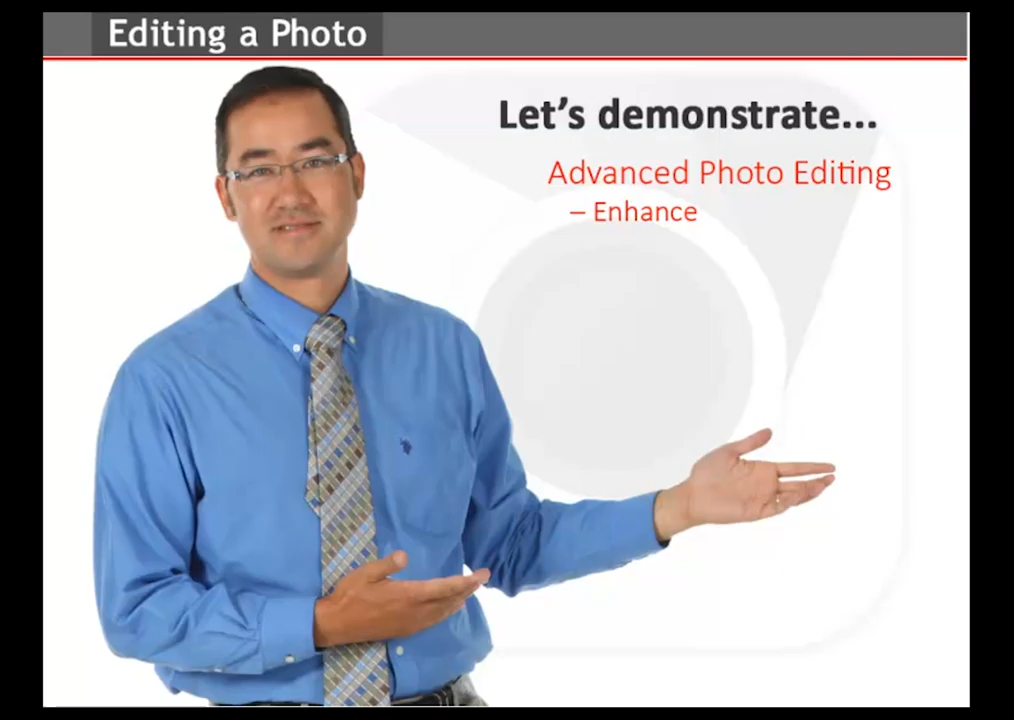 Editing a Photo
Let’s demonstrate...
Advanced Photo Editing
– Enhance